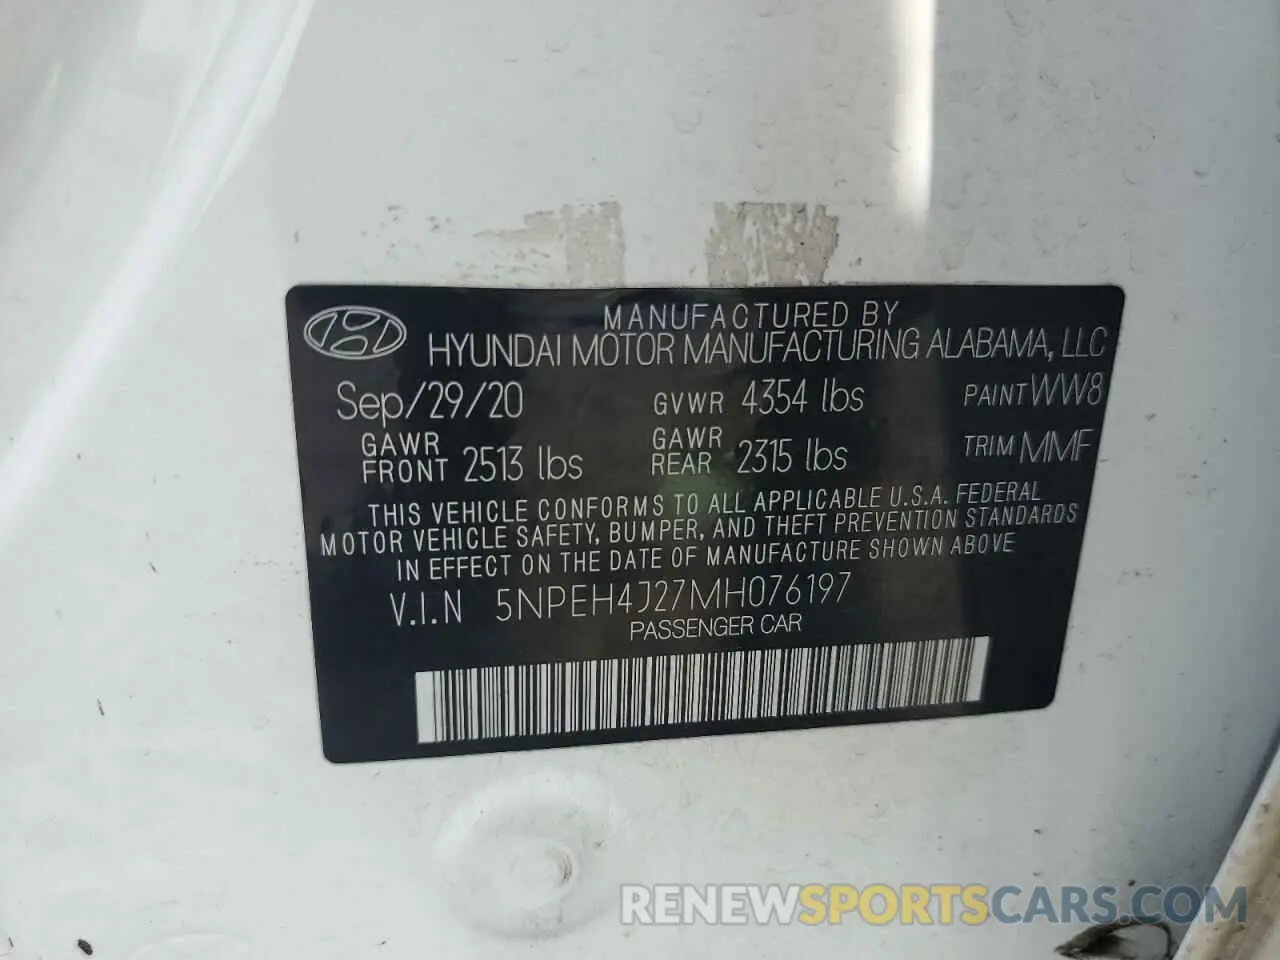 MANUFACTURED BY
HYUNDAI MOTOR MANUFACTURING ALABAMA, LLC
Sep/29/20 GVWR 4354 lbs PAINT WW8
GAWR FRONT 2513 lbs GAWR REAR 2315 lbs TRIM MMF
THIS VEHICLE CONFORMS TO ALL APPLICABLE U.S.A. FEDERAL
MOTOR VEHICLE SAFETY, BUMPER, AND THEFT PREVENTION STANDARDS
IN EFFECT ON THE DATE OF MANUFACTURE SHOWN ABOVE
V.I.N 5NPEH4J27MH076197
PASSENGER CAR
RENEWSPORTSCARS.COM